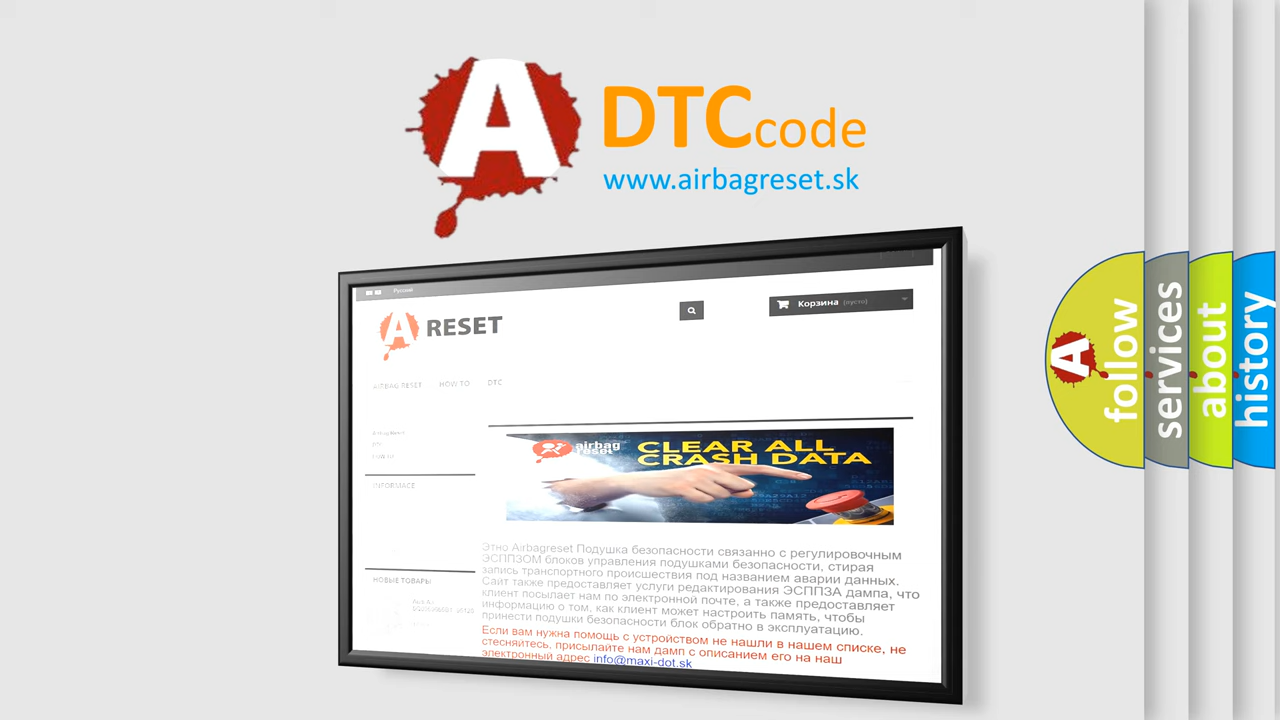 A
DTCcode
www.airbagreset.sk
Русский
A RESET
Корзина (пусто)
AIRBAG RESET HOW TO DTC
Airbag Reset
DTC
INFORMACE
airbag
reset
CLEAR ALL
CRASH DATA
Этно Airbagreset Подушка безопасности связанно с регулировочным
ЭСППЗОМ блоков управления подушками безопасности, стирая
запись транспортного происшествия под названием аварии данных.
Сайт также предоставляет услуги редактирования ЭСППЗА дампа, что
клиент посылает нам по электронной почте, а также предоставляет
информацию о том, как клиент может настроить память, чтобы
принести подушки безопасности блок обратно в эксплуатацию.
Если вам нужна помощь с устройством не нашли в нашем списке, не
стесняйтесь, присылайте нам дамп с описанием его на наш
электронный адрес info@maxi-dot.sk
НОВЫЕ ТОВАРЫ
A
follow
services
about
history